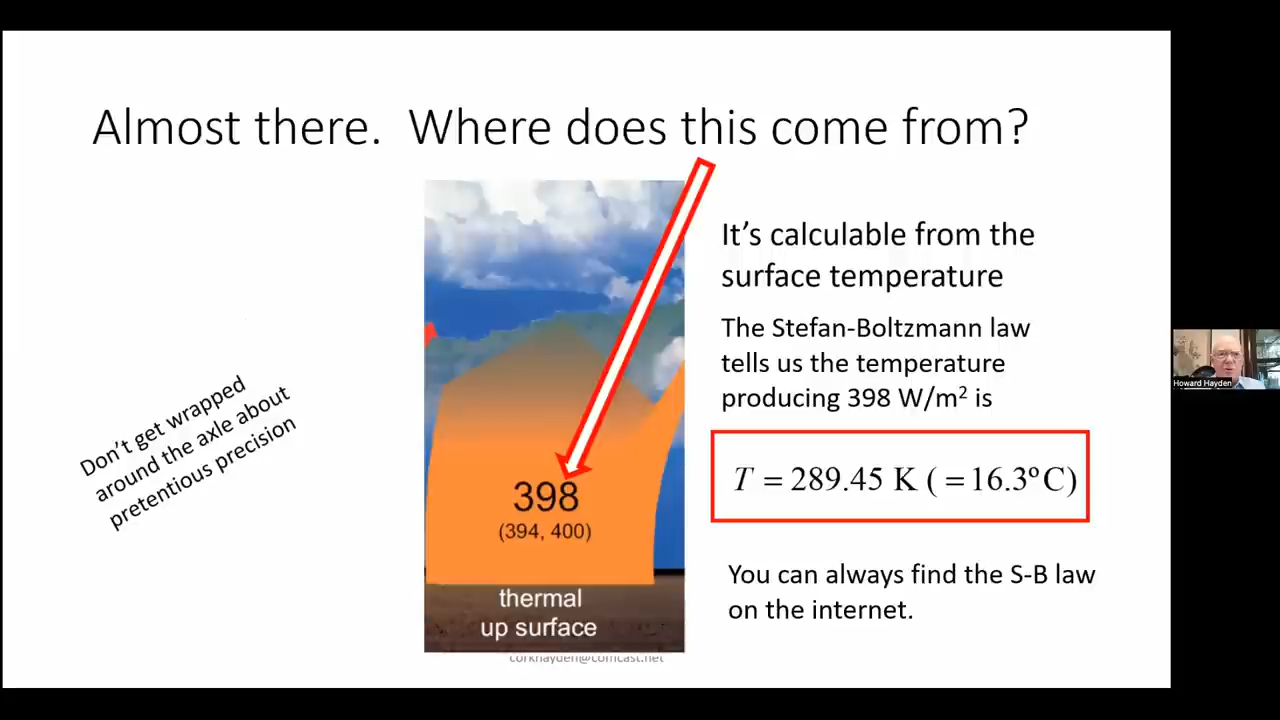 Almost there. Where does this come from?
It's calculable from the
surface temperature
The Stefan-Boltzmann law
tells us the temperature
producing 398 W/m² is
T = 289.45 K ( = 16.3°C)
You can always find the S-B law
on the internet.
Don't get wrapped
around the axle about
pretentious precision
398
(394, 400)
thermal
up surface
corkhayden@comcast.net
Howard Hayden